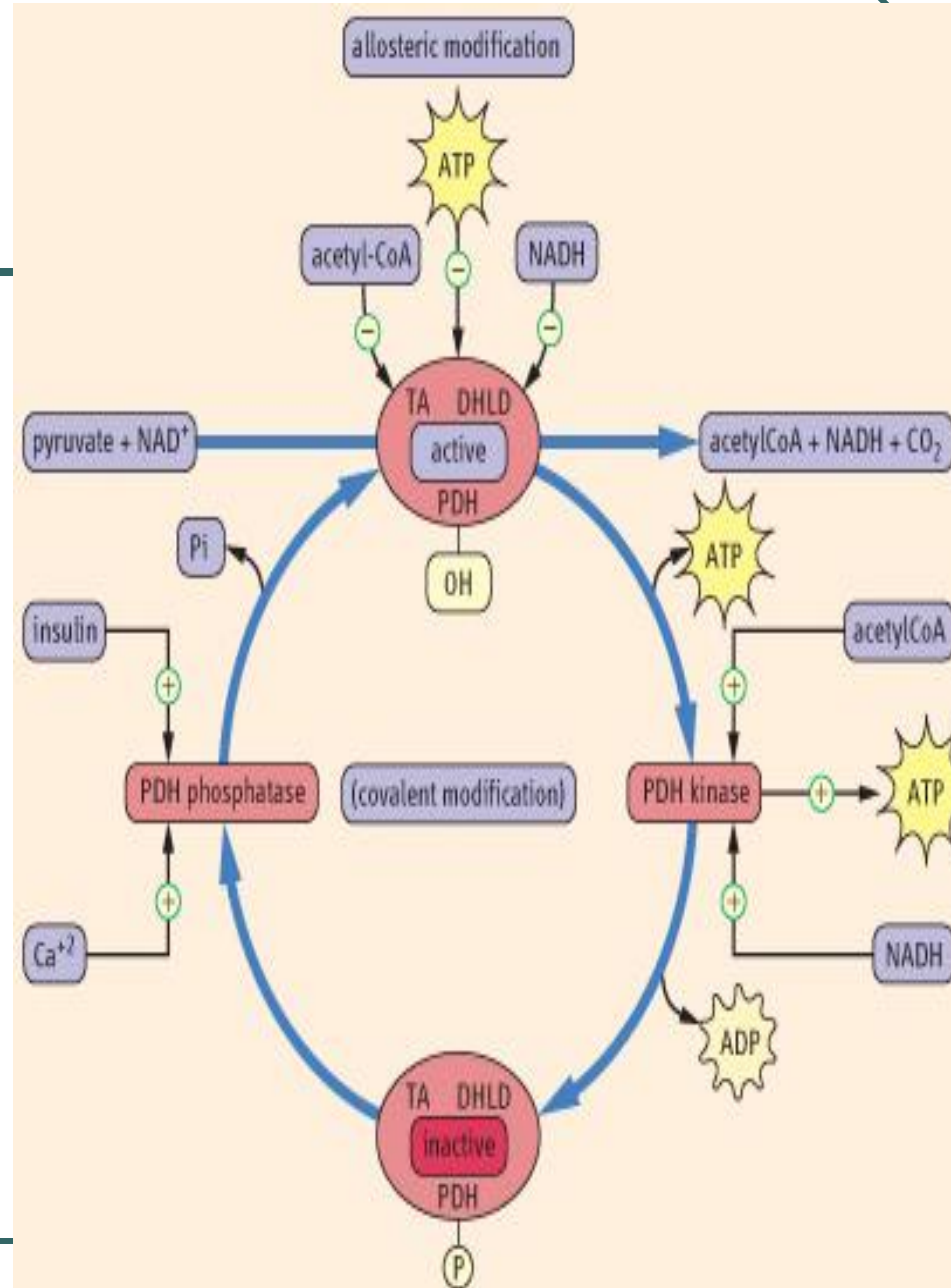 allosteric modification
ATP
acetyl-CoA
NADH
−
−
−
TA DHLD
active
PDH
OH
pyruvate + NAD⁺
acetylCoA + NADH + CO₂
Pi
ATP
insulin
acetylCoA
+
+
PDH phosphatase
(covalent modification)
PDH kinase
+
ATP
+
+
Ca⁺²
NADH
ADP
TA DHLD
inactive
PDH
P